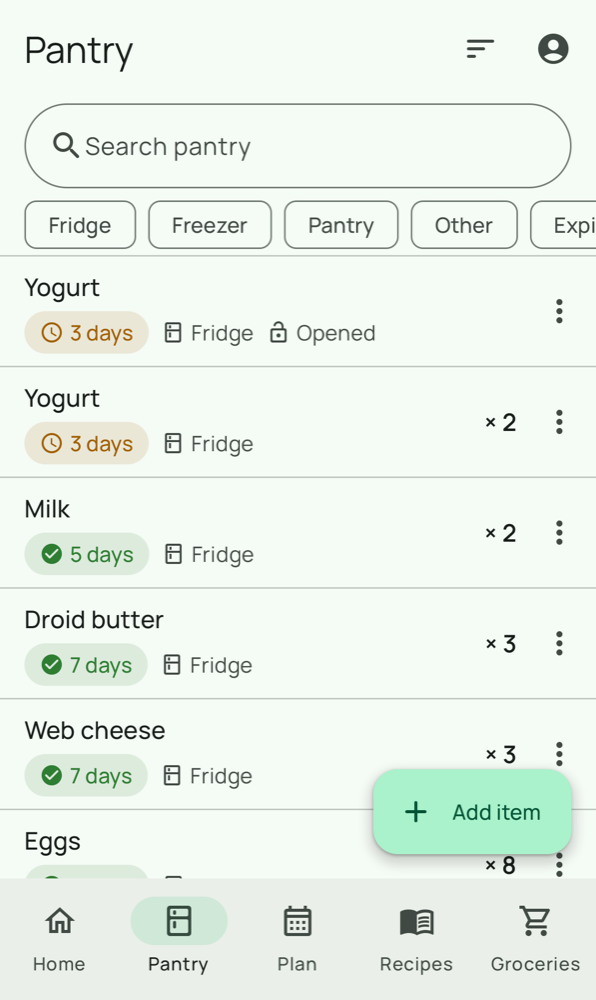 Pantry
Search pantry
Fridge Freezer Pantry Other Expi
Yogurt
3 days Fridge Opened
Yogurt
× 2
3 days Fridge
Milk
× 2
5 days Fridge
Droid butter
× 3
7 days Fridge
Web cheese
× 3
7 days Fridge
Add item
Eggs
× 8
Home Pantry Plan Recipes Groceries